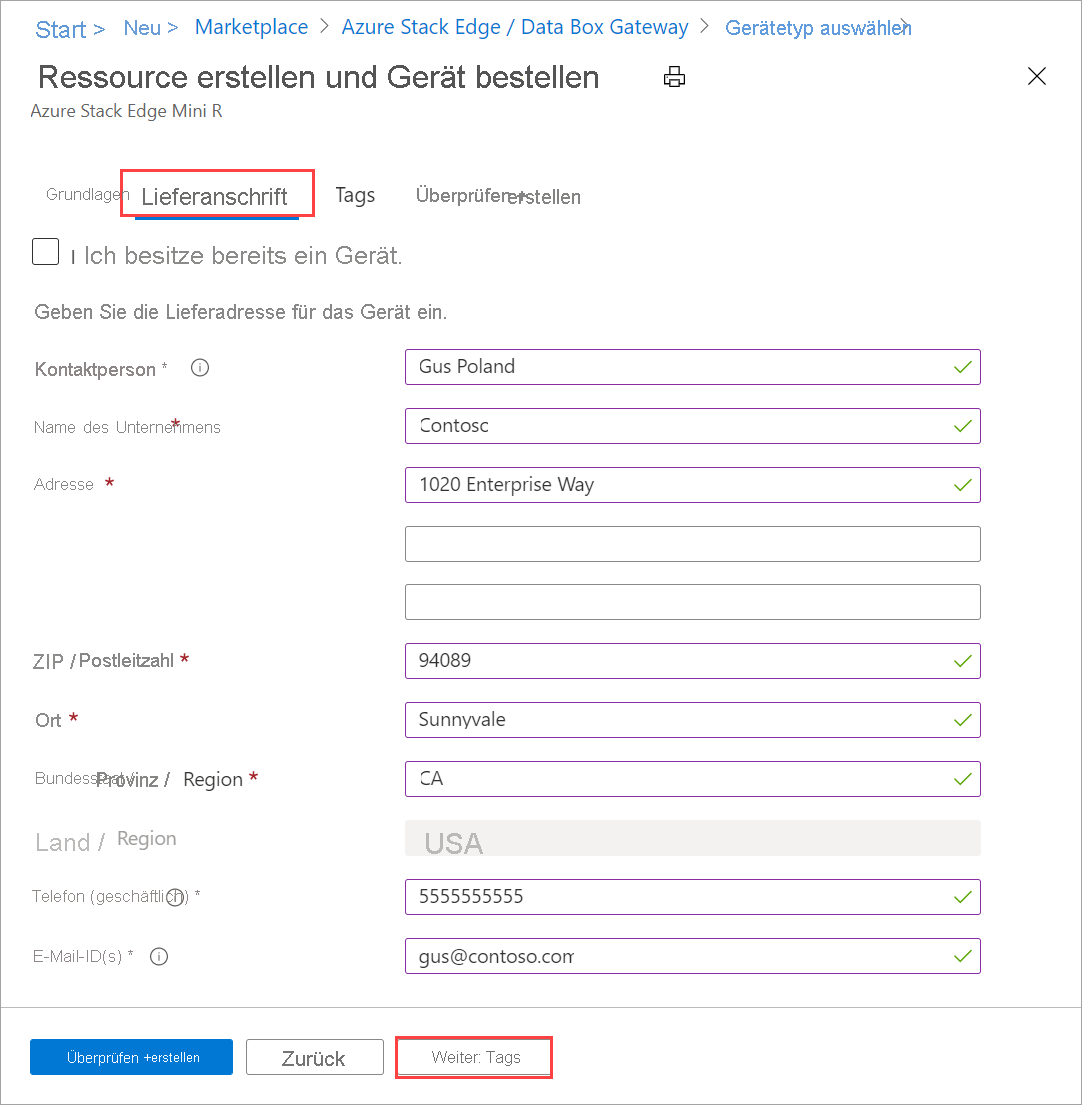 Start > Neu > Marketplace > Azure Stack Edge / Data Box Gateway > Gerätetyp auswählen
Ressource erstellen und Gerät bestellen
Azure Stack Edge Mini R
Grundlagen Lieferanschrift Tags Überprüfen + erstellen
I Ich besitze bereits ein Gerät.
Geben Sie die Lieferadresse für das Gerät ein.
Kontaktperson * Gus Poland
Name des Unternehmens * Contosc
Adresse * 1020 Enterprise Way
ZIP / Postleitzahl * 94089
Ort * Sunnyvale
Bundesstaat / Provinz / Region * CA
Land / Region USA
Telefon (geschäftlich) * 5555555555
E-Mail-ID(s) * gus@contoso.com
Überprüfen +erstellen Zurück Weiter: Tags